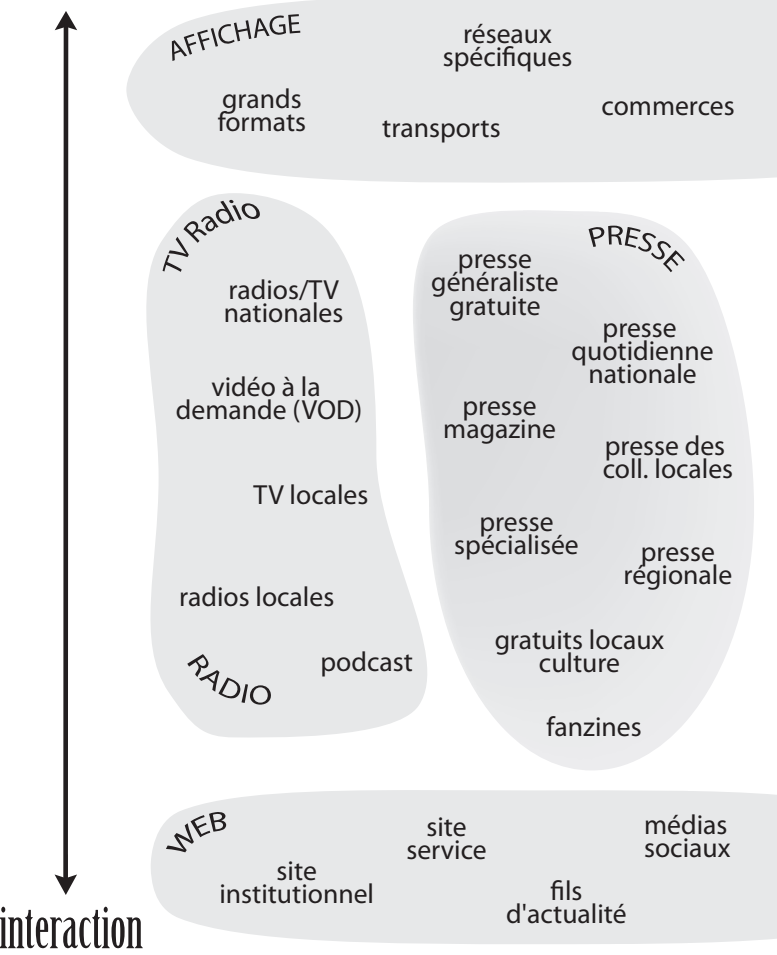 AFFICHAGE
réseaux
spécifiques
grands
formats
transports
commerces
TV Radio
radios/TV
nationales
vidéo à la
demande (VOD)
TV locales
radios locales
podcast
RADIO
PRESSE
presse
généraliste
gratuite
presse
quotidienne
nationale
presse
magazine
presse des
coll. locales
presse
spécialisée
presse
régionale
gratuits locaux
culture
fanzines
WEB
site
service
médias
sociaux
site
institutionnel
fils
d'actualité
interaction